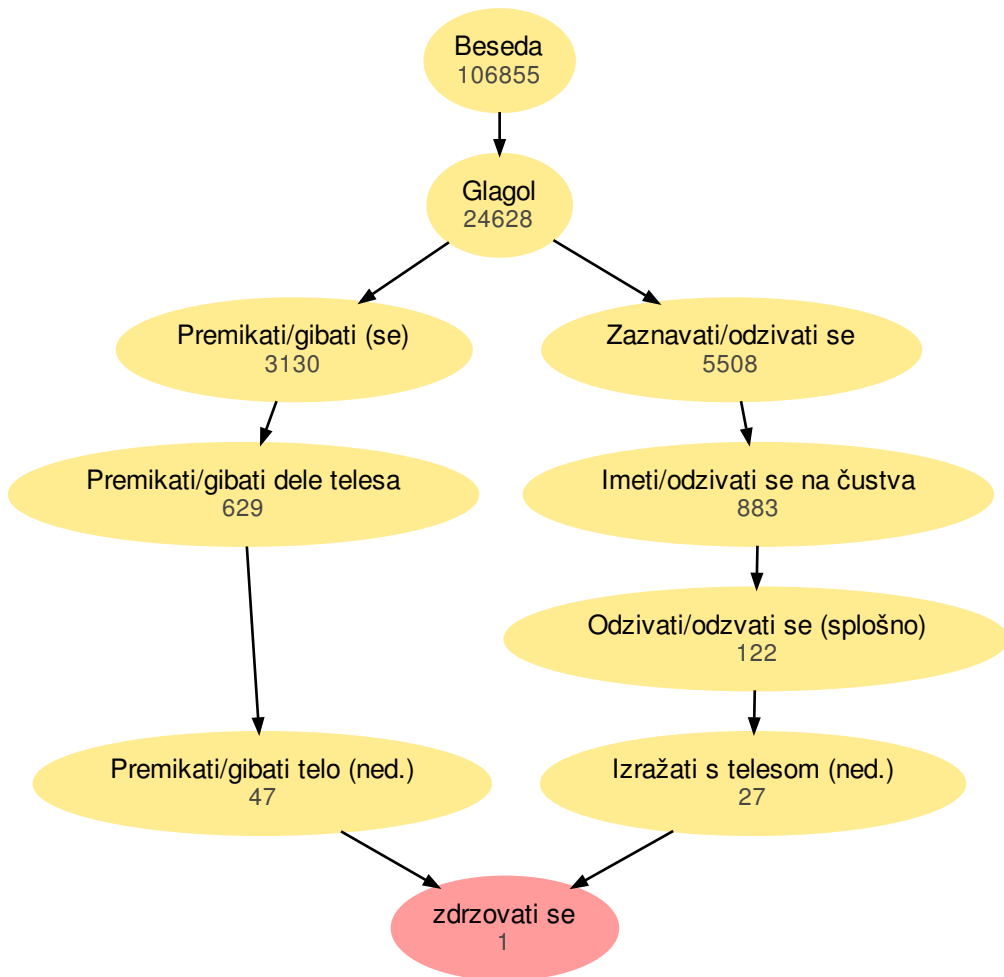 Beseda
106855
Glagol
24628
Premikati/gibati (se)
3130
Zaznavati/odzivati se
5508
Premikati/gibati dele telesa
629
Imeti/odzivati se na čustva
883
Odzivati/odzvati se (splošno)
122
Premikati/gibati telo (ned.)
47
Izražati s telesom (ned.)
27
zdrzovati se
1